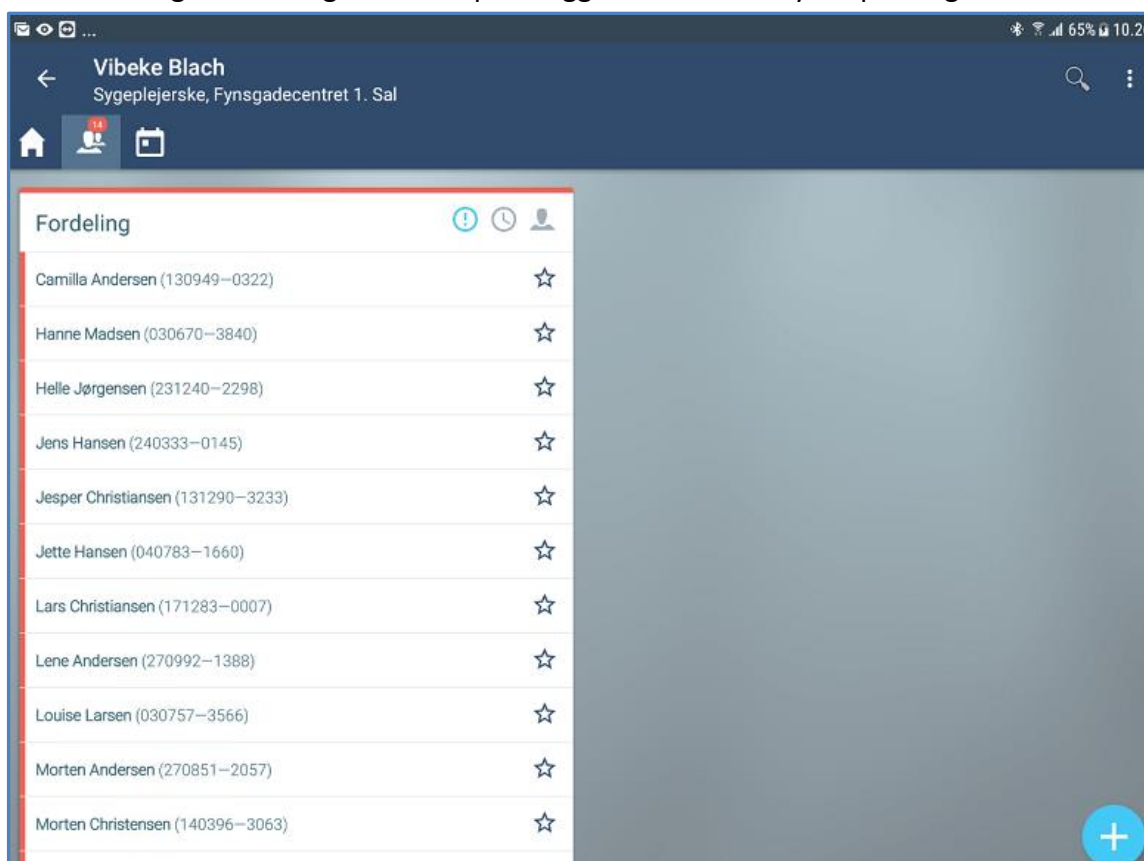 ... 65% 10.2
Vibeke Blach
Sygeplejerske, Fynsgadecentret 1. Sal
14
Fordeling
Camilla Andersen (130949–0322)
Hanne Madsen (030670–3840)
Helle Jørgensen (231240–2298)
Jens Hansen (240333–0145)
Jesper Christiansen (131290–3233)
Jette Hansen (040783–1660)
Lars Christiansen (171283–0007)
Lene Andersen (270992–1388)
Louise Larsen (030757–3566)
Morten Andersen (270851–2057)
Morten Christensen (140396–3063)